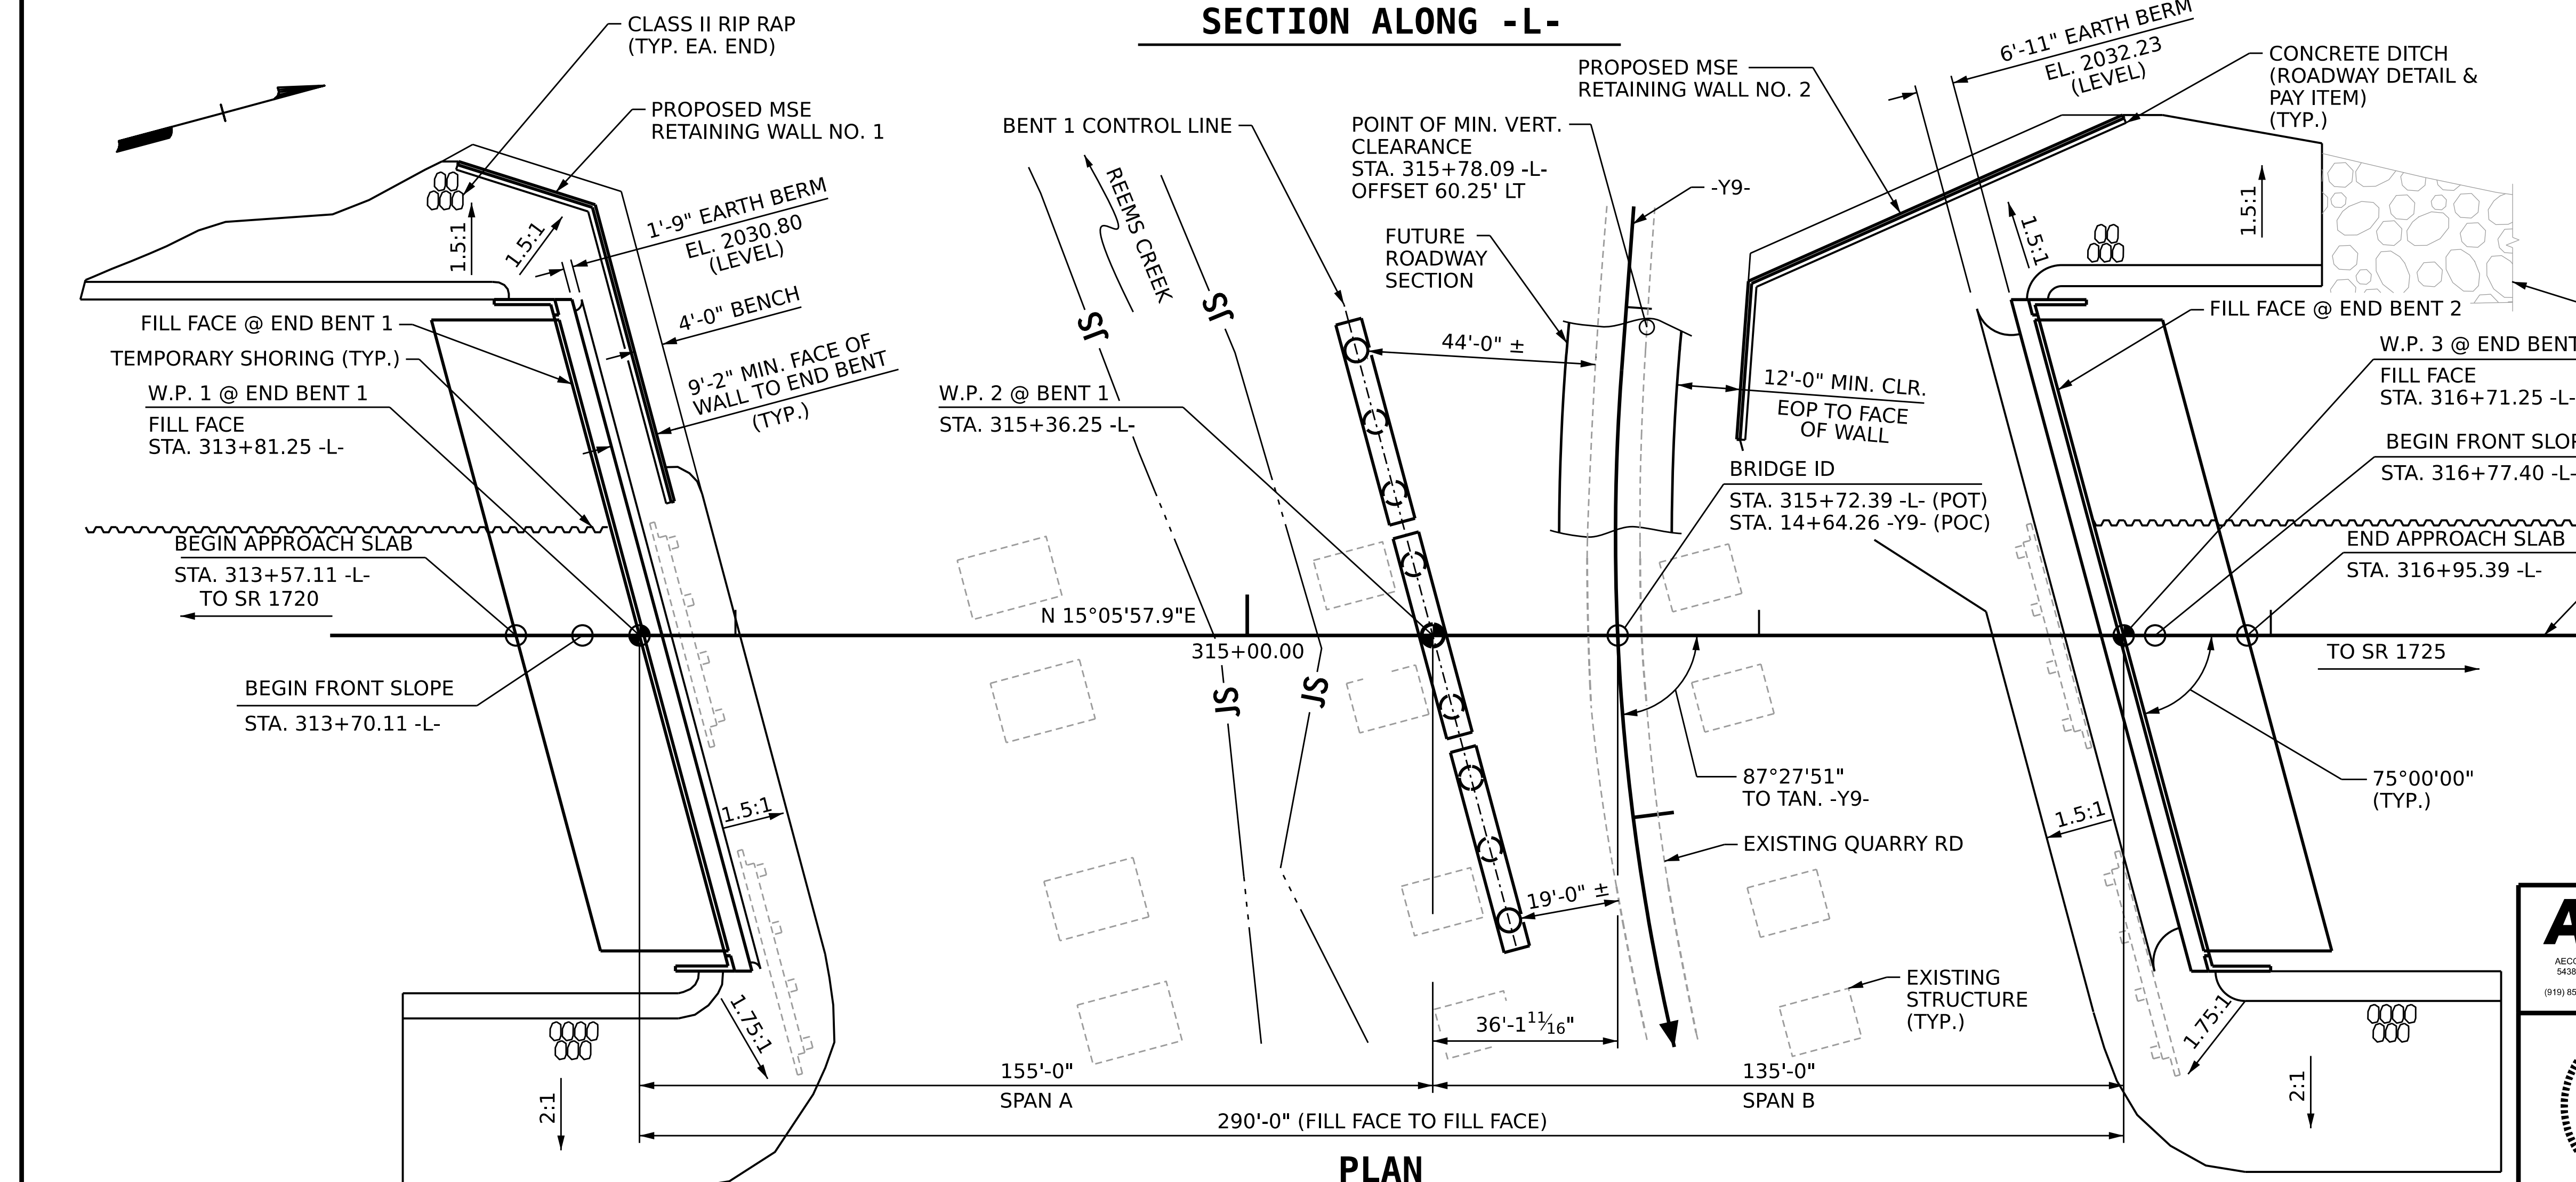 SECTION ALONG -L-
CLASS II RIP RAP
(TYP. EA. END)
PROPOSED MSE
RETAINING WALL NO. 1
1.5:1
1.5:1
1'-9" EARTH BERM
EL. 2030.80
(LEVEL)
4'-0" BENCH
9'-2" MIN. FACE OF
WALL TO END BENT
(TYP.)
FILL FACE @ END BENT 1
TEMPORARY SHORING (TYP.)
W.P. 1 @ END BENT 1
FILL FACE
STA. 313+81.25 -L-
BEGIN APPROACH SLAB
STA. 313+57.11 -L-
TO SR 1720
BEGIN FRONT SLOPE
STA. 313+70.11 -L-
1.5:1
1.75:1
2:1
BENT 1 CONTROL LINE
REEMS CREEK
JS
JS
W.P. 2 @ BENT 1
STA. 315+36.25 -L-
N 15°05'57.9"E
315+00.00
JS
JS
POINT OF MIN. VERT.
CLEARANCE
STA. 315+78.09 -L-
OFFSET 60.25' LT
FUTURE
ROADWAY
SECTION
-Y9-
44'-0" ±
PROPOSED MSE
RETAINING WALL NO. 2
12'-0" MIN. CLR.
EOP TO FACE
OF WALL
BRIDGE ID
STA. 315+72.39 -L- (POT)
STA. 14+64.26 -Y9- (POC)
87°27'51"
TO TAN. -Y9-
EXISTING QUARRY RD
19'-0" ±
EXISTING
STRUCTURE
(TYP.)
36'-1 11/16"
155'-0"
SPAN A
135'-0"
SPAN B
290'-0" (FILL FACE TO FILL FACE)
PLAN
6'-11" EARTH BERM
EL. 2032.23
(LEVEL)
CONCRETE DITCH
(ROADWAY DETAIL &
PAY ITEM)
(TYP.)
1.5:1
1.5:1
FILL FACE @ END BENT 2
W.P. 3 @ END BENT
FILL FACE
STA. 316+71.25 -L-
BEGIN FRONT SLOP
STA. 316+77.40 -L-
END APPROACH SLAB
STA. 316+95.39 -L-
TO SR 1725
75°00'00"
(TYP.)
1.5:1
1.75:1
2:1
A
AECO
5438
(919) 85